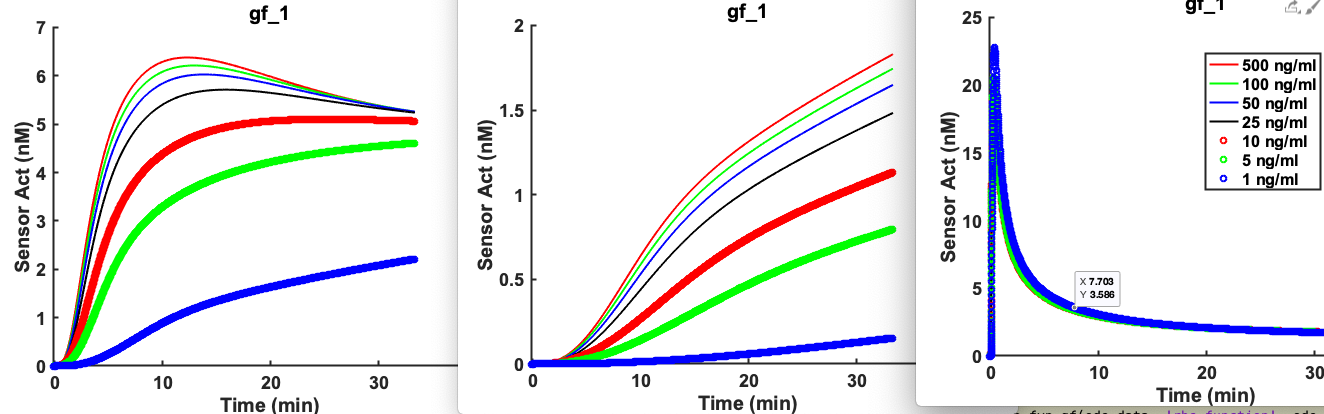 gf_1
7
6
5
4
3
2
1
0
0
10
20
30
Sensor Act (nM)
Time (min)
gf_1
2
1.5
1
0.5
0
0
10
20
30
Sensor Act (nM)
Time (min)
gf_1
25
20
15
10
5
0
0
10
20
30
Sensor Act (nM)
Time (min)
500 ng/ml
100 ng/ml
50 ng/ml
25 ng/ml
10 ng/ml
5 ng/ml
1 ng/ml
X 7.703
Y 3.586